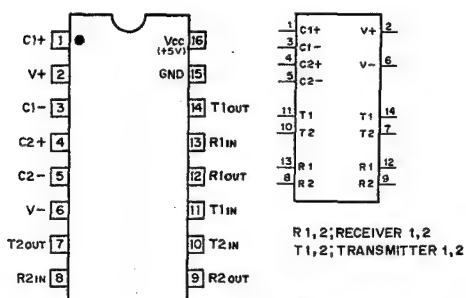 C1+ 1
V+ 2
C1- 3
C2+ 4
C2- 5
V- 6
T2OUT 7
R2IN 8
16 Vcc (+5V)
15 GND
14 T1OUT
13 R1IN
12 R1OUT
11 T1IN
10 T2IN
9 R2OUT
1 C1+ V+ 2
3 C1-
4 C2+ V- 6
5 C2-
11 T1 T1 14
10 T2 T2 7
13 R1 R1 12
8 R2 R2 9
R1,2;RECEIVER 1,2
T1,2;TRANSMITTER 1,2